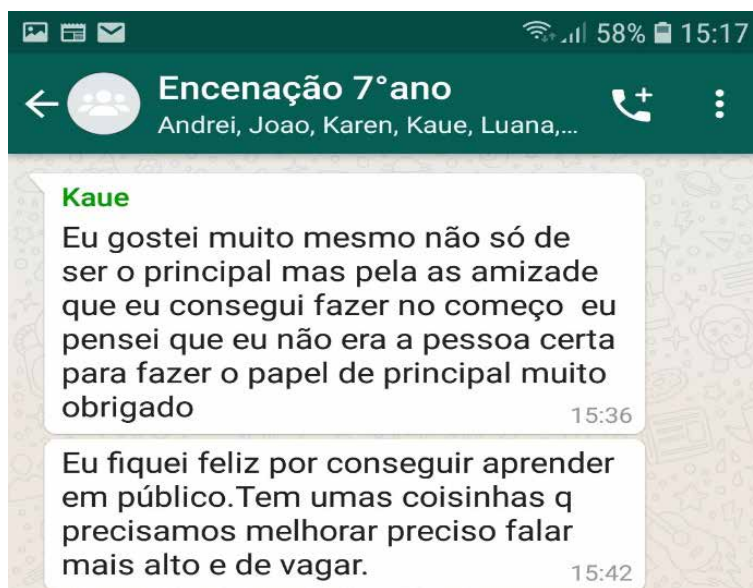 58% 15:17
Encenação 7°ano
Andrei, Joao, Karen, Kaue, Luana,...
Kaue
Eu gostei muito mesmo não só de
ser o principal mas pela as amizade
que eu consegui fazer no começo eu
pensei que eu não era a pessoa certa
para fazer o papel de principal muito
obrigado
15:36
Eu fiquei feliz por conseguir aprender
em público.Tem umas coisinhas q
precisamos melhorar preciso falar
mais alto e de vagar.
15:42